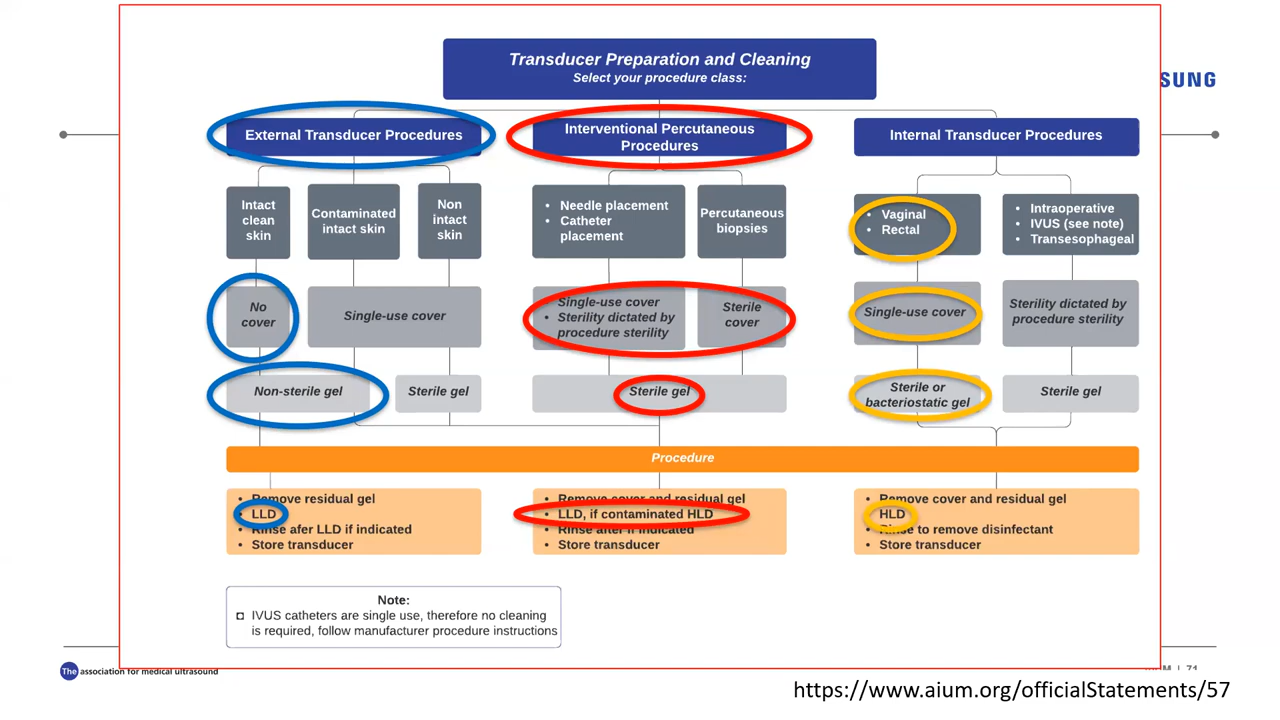 Transducer Preparation and Cleaning
Select your procedure class:
SUNG
External Transducer Procedures
Interventional Percutaneous
Procedures
Internal Transducer Procedures
Intact
clean
skin
Contaminated
intact skin
Non
intact
skin
• Needle placement
• Catheter
placement
Percutaneous
biopsies
• Vaginal
• Rectal
• Intraoperative
• IVUS (see note)
• Transesophageal
No
cover
Single-use cover
• Single-use cover
• Sterility dictated by
procedure sterility
Sterile
cover
Single-use cover
Sterility dictated by
procedure sterility
Non-sterile gel
Sterile gel
Sterile gel
Sterile or
bacteriostatic gel
Sterile gel
Procedure
• Remove residual gel
• LLD
• Rinse afer LLD if indicated
• Store transducer
• Remove cover and residual gel
• LLD, if contaminated HLD
• Rinse after if indicated
• Store transducer
• Remove cover and residual gel
• HLD
• Rinse to remove disinfectant
• Store transducer
Note:
IVUS catheters are single use, therefore no cleaning
is required, follow manufacturer procedure instructions
The association for medical ultrasound
| 71
https://www.aium.org/officialStatements/57